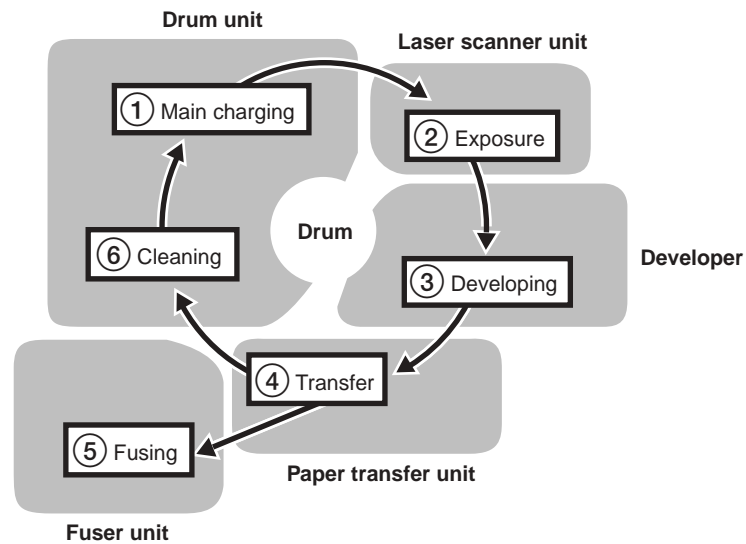 Drum unit
Laser scanner unit
① Main charging
② Exposure
Drum
⑥ Cleaning
Developer
③ Developing
④ Transfer
⑤ Fusing
Paper transfer unit
Fuser unit